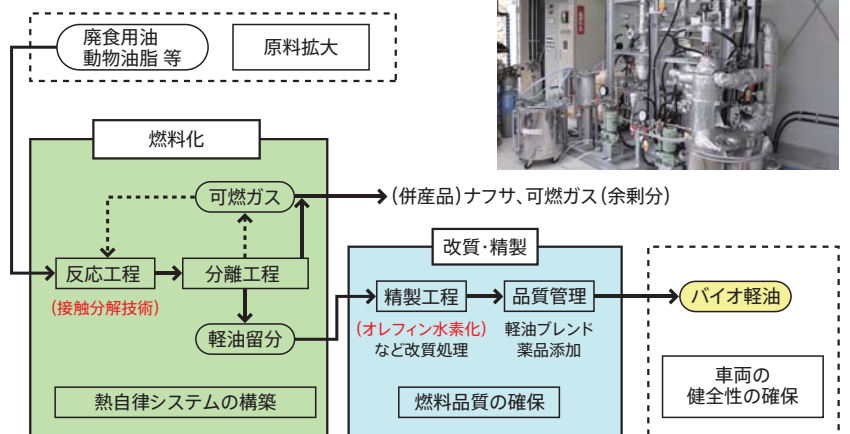 廃食用油
動物油脂 等
原料拡大
燃料化
可燃ガス
(併産品)ナフサ、可燃ガス(余剰分)
反応工程
分離工程
(接触分解技術)
軽油留分
熱自律システムの構築
改質・精製
精製工程
品質管理
(オレフィン水素化)
など改質処理
軽油ブレンド
薬品添加
燃料品質の確保
バイオ軽油
車両の
健全性の確保